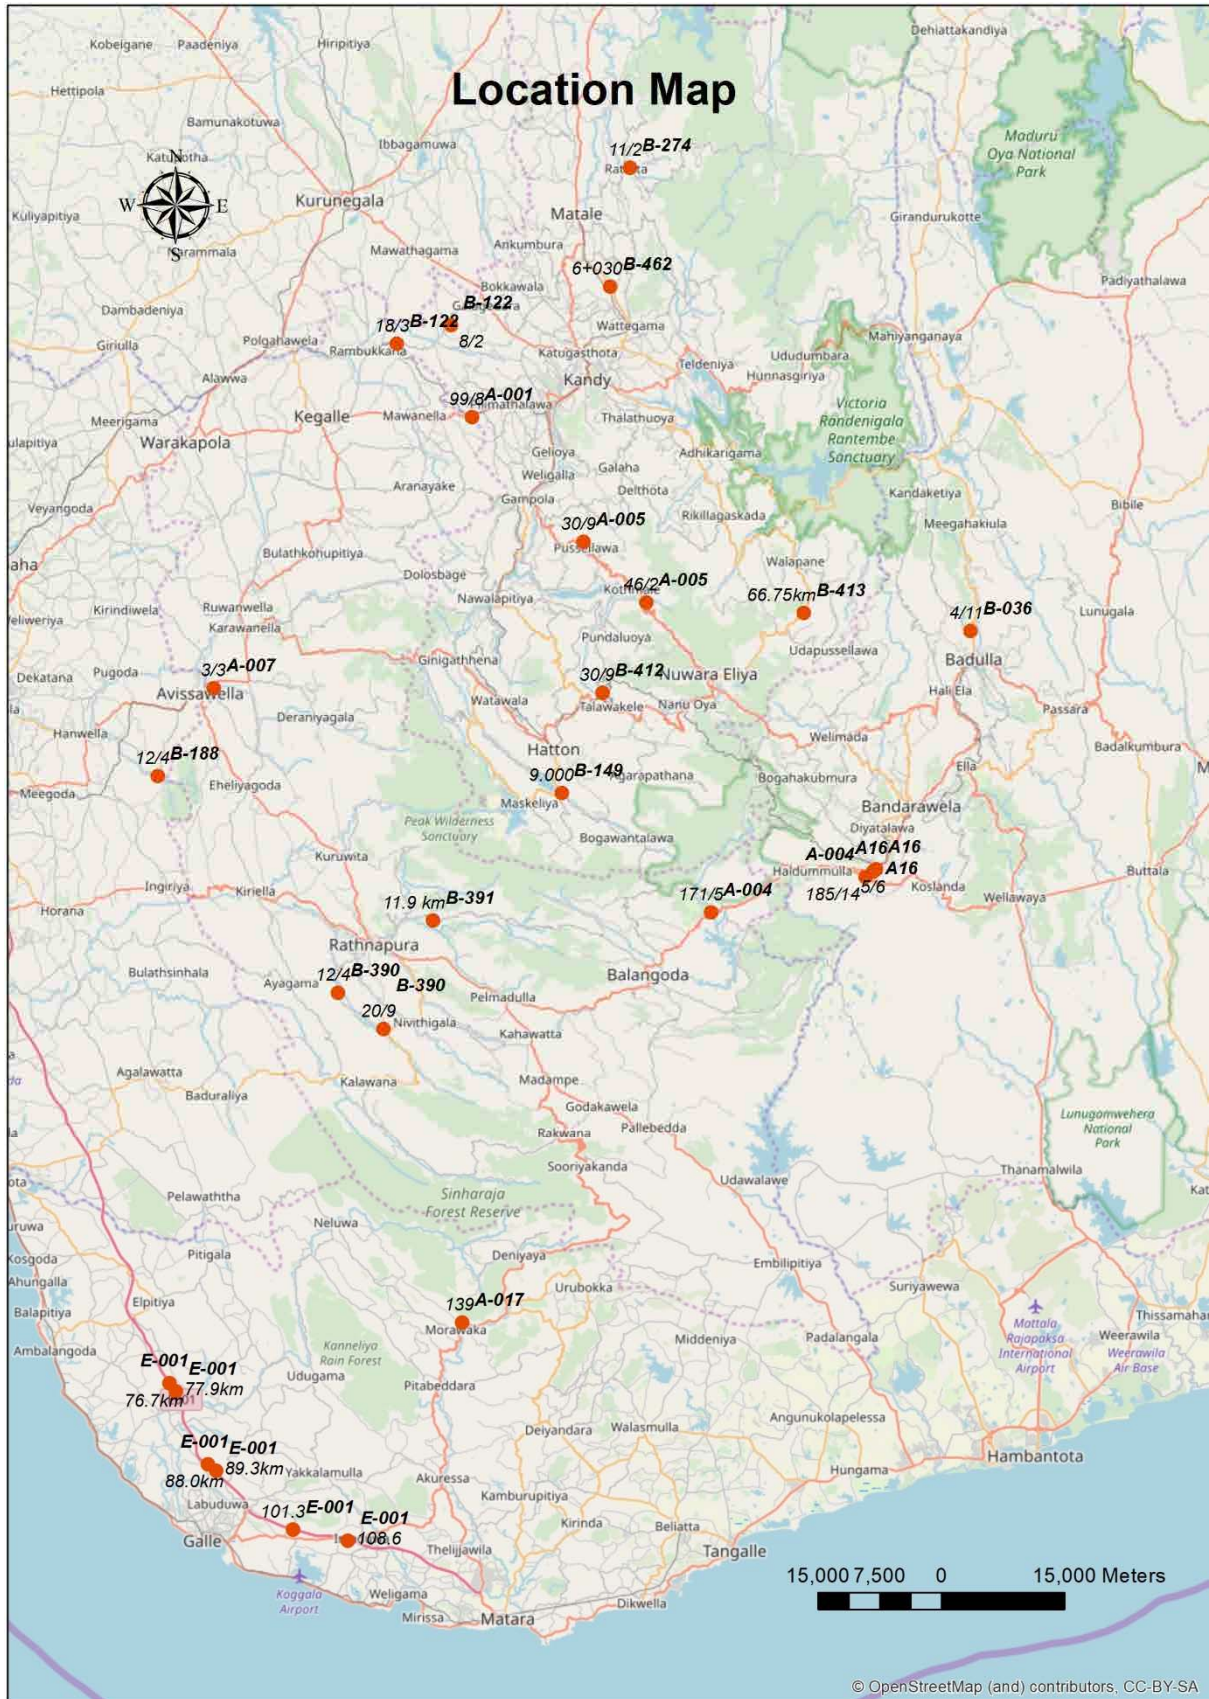 Location Map
Kobeigane
Paadeniya
Hiripitiya
Dehiattakandiya
Hettipola
Bamunakotuwa
Ibbagamuwa
Maduru
Oya National
Park
11/2 B-274
N
W
E
S
Kurunegala
Kuliyapitiya
Matale
Girandurukotte
Mawathagama
Ankumbura
6+030 B-462
Bokkawala
Padiyathalawa
Dambadeniya
B-122
18/3 B-122
8/2
Wattegama
Giriulla
Polgahawela
Rambukkana
Katugasthota
Ududumbara
Mahiyanganaya
Teldeniya
Hunnasgiriya
Alawwa
Kandy
99/8 A-001
Meerigama
Kegalle
Mawanella
Thalathuoya
Victoria
Randenigala
Rantembe
Sanctuary
Warakapola
Gelioya
Adhikarigama
Weligalla
Galaha
Aranayake
Delthota
Kandaketiya
Veyangoda
Gampola
Rikillagaskada
Bibile
30/9 A-005
Meegahakiula
Pussellawa
Bulathkohupitiya
Walapane
aha
Dolosbage
46/2 A-005
Kothmale
Nawalapitiya
66.75km B-413
4/11 B-036
Lunugala
Kirindiwela
Ruwanwella
Karawanella
Pundaluoya
Udapussellawa
Ginigathhena
Badulla
Dekatana
Pugoda
3/3 A-007
30/9 B-412
Nuwara Eliya
Avissawella
Watawala
Talawakele
Nanu Oya
Hali Ela
Passara
Deraniyagala
Hanwella
Welimada
Badalkumbura
12/4 B-188
Hatton
Ella
Meegoda
Eheliyagoda
9.000 B-149
Agarapathana
Bogahakubmura
Maskeliya
Bandarawela
Peak Wilderness
Sanctuary
Bogawantalawa
Diyatalawa
Kuruwita
A-004 A16 A16
A16
Haldummulla
Buttala
Ingiriya
Kiriella
185/14
5/6
Koslanda
Wellawaya
171/5 A-004
Horana
11.9 km B-391
Rathnapura
Bulathsinhala
Ayagama
12/4 B-390
Balangoda
B-390
Pelmadulla
20/9
Nivithigala
Kahawatta
Agalawatta
Kalawana
Madampe
Baduraliya
Godakawela
Pallebedda
Lunugamwehera
National
Park
Rakwana
Sooriyakanda
Thanamalwila
Udawalawe
Pelawaththa
Sinharaja
Forest Reserve
Neluwa
Kosgoda
Pitigala
Deniyaya
Embilipitiya
Ahungalla
Urubokka
Suriyawewa
Elpitiya
Balapitiya
139 A-017
Thissamahar
Morawaka
Middeniya
Padalangala
Mattala
Rajapaksa
International
Airport
Weerawila
Weerawila
Air Base
Ambalangoda
Kanneliya
Rain Forest
Udugama
Pitabeddara
E-001
E-001
76.7km
77.9km
Angunukolapelessa
Deiyandara
Walasmulla
E-001
E-001
88.0km
89.3km
Yakkalamulla
Akuressa
Hungama
Hambantota
Kamburupitiya
Labuduwa
101.3 E-001
E-001
108.6
Kirinda
Beliatta
Galle
Thelijjawila
Tangalle
Koggala
Airport
Weligama
Mirissa
Matara
Dikwella
15,000 7,500 0 15,000 Meters
© OpenStreetMap (and) contributors, CC-BY-SA